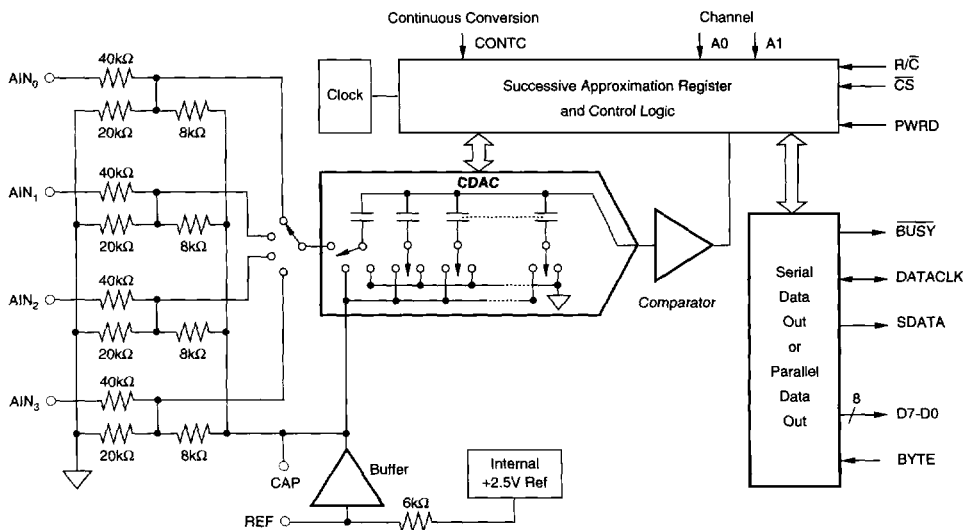 Continuous Conversion
Channel
CONTC
A0
A1
AIN0
40kΩ
20kΩ
8kΩ
Clock
Successive Approximation Register
and Control Logic
R/C̅
C̅S̅
PWRD
AIN1
40kΩ
20kΩ
8kΩ
CDAC
AIN2
40kΩ
20kΩ
8kΩ
Comparator
B̅U̅S̅Y̅
Serial
Data
Out
or
Parallel
Data
Out
DATACLK
SDATA
8
D7-D0
BYTE
AIN3
40kΩ
20kΩ
8kΩ
CAP
Buffer
Internal
+2.5V Ref
6kΩ
REF